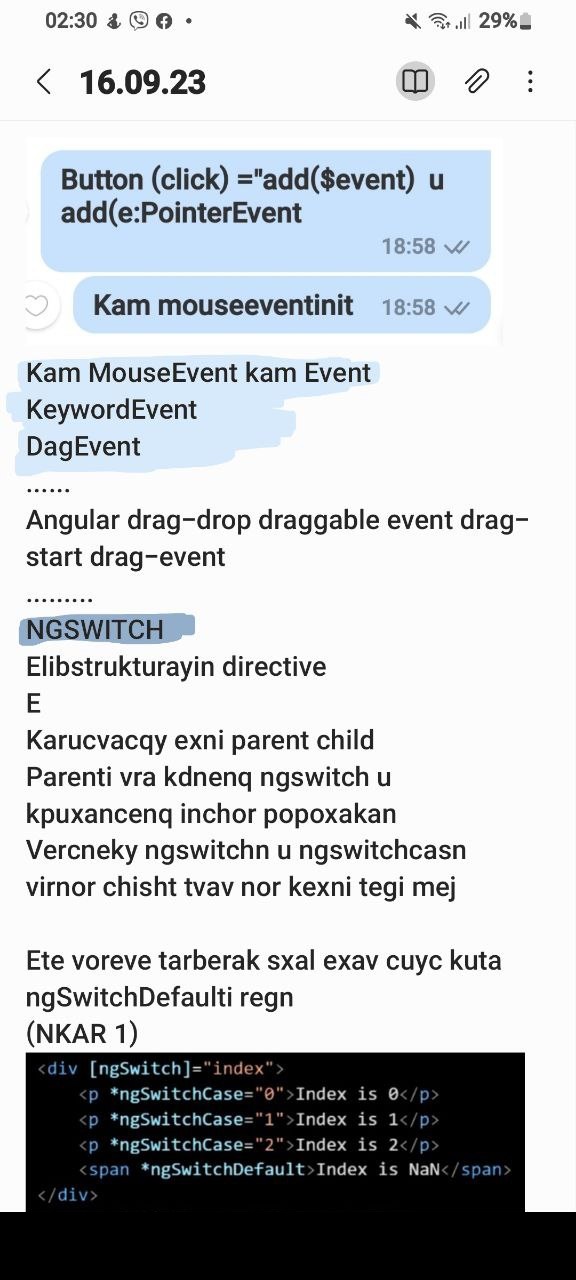 02:30 29%
16.09.23
Button (click) ="add($event) u
add(e:PointerEvent
18:58
Kam mouseeventinit 18:58
Kam MouseEvent kam Event
KeywordEvent
DagEvent
......
Angular drag-drop draggable event drag-
start drag-event
.........
NGSWITCH
Elibstrukturayin directive
E
Karucvacqy exni parent child
Parenti vra kdnenq ngswitch u
kpuxancenq inchor popoxakan
Vercneky ngswitchn u ngswitchcasn
virnor chisht tvav nor kexni tegi mej
Ete voreve tarberak sxal exav cuyc kuta
ngSwitchDefaulti regn
(NKAR 1)
<div [ngSwitch]="index">
<p *ngSwitchCase="0">Index is 0</p>
<p *ngSwitchCase="1">Index is 1</p>
<p *ngSwitchCase="2">Index is 2</p>
<span *ngSwitchDefault>Index is NaN</span>
</div>